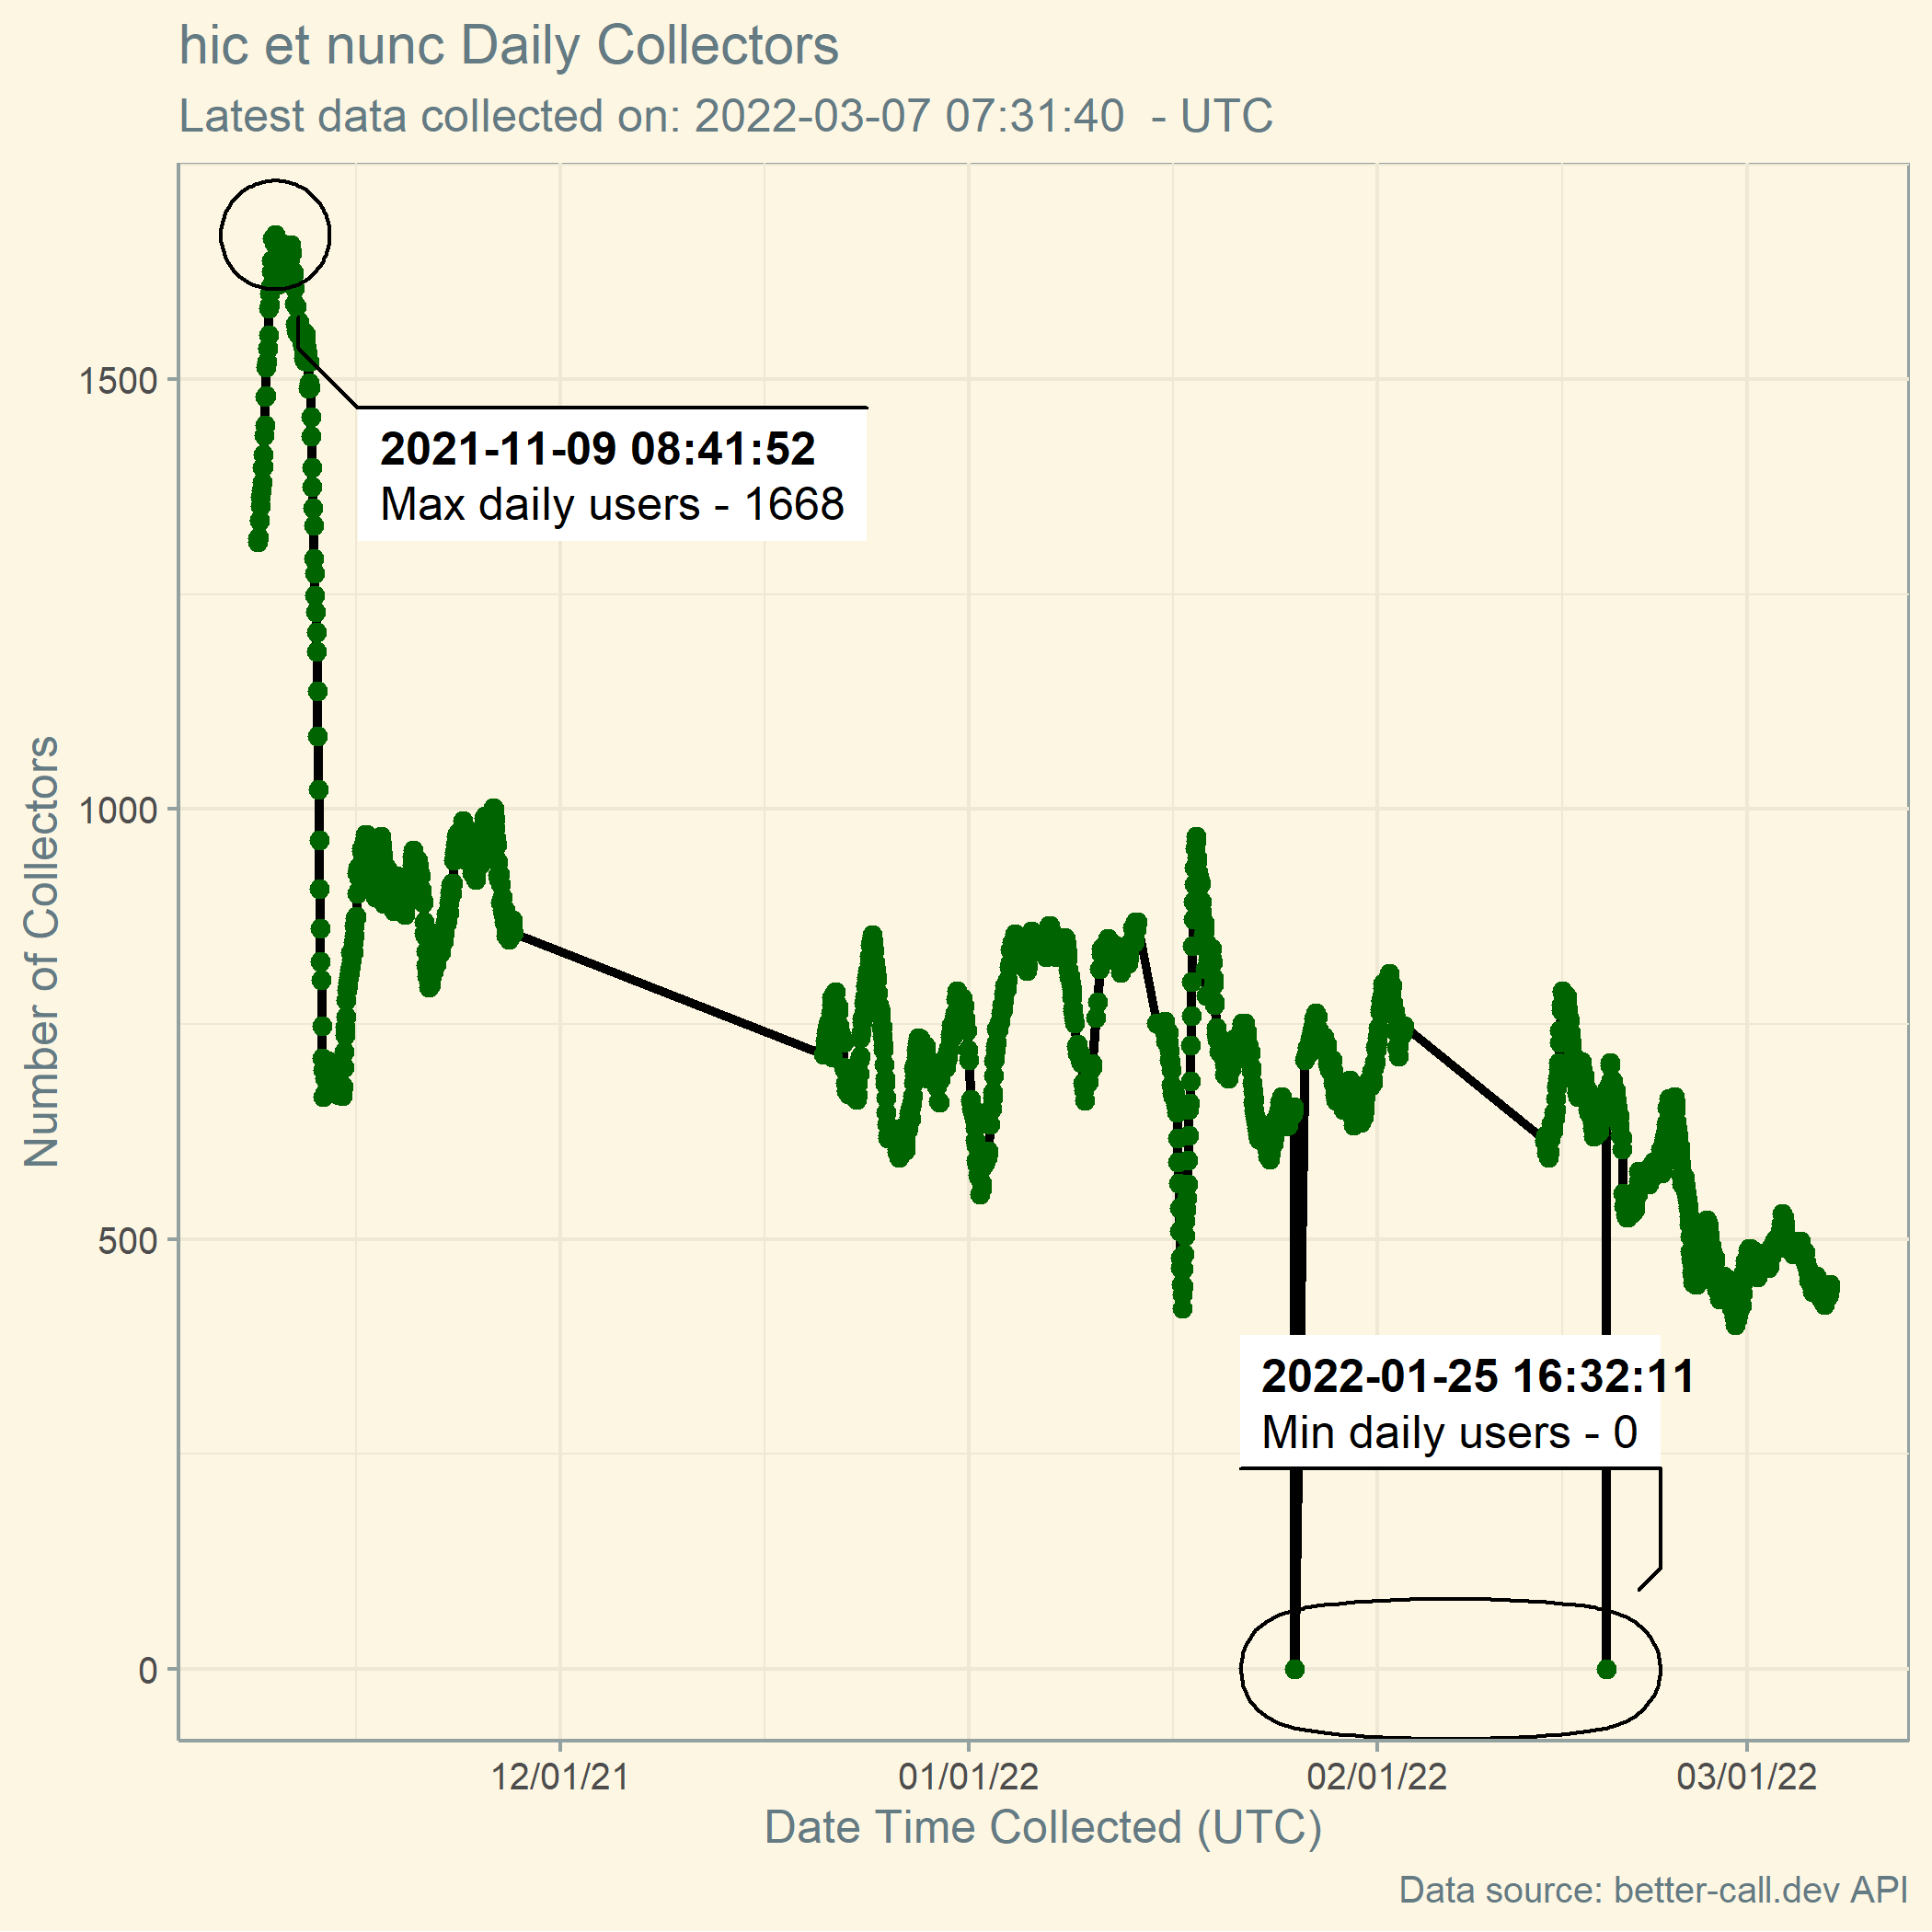 hic et nunc Daily Collectors
Latest data collected on: 2022-03-07 07:31:40  - UTC
1500
1000
500
0
Number of Collectors
2021-11-09 08:41:52
Max daily users - 1668
2022-01-25 16:32:11
Min daily users - 0
12/01/21
01/01/22
02/01/22
03/01/22
Date Time Collected (UTC)
Data source: better-call.dev API